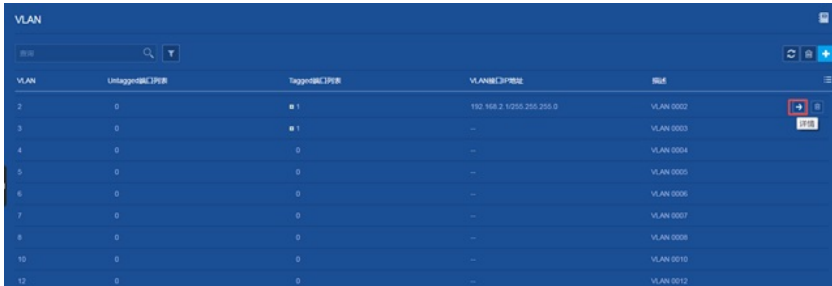 VLAN
查询
VLAN Untagged端口列表 Tagged端口列表 VLAN接口IP地址 描述
2 0 1 192.168.2.1/255.255.255.0 VLAN 0002
详情
3 0 1 -- VLAN 0003
4 0 0 -- VLAN 0004
5 0 0 -- VLAN 0005
6 0 0 -- VLAN 0006
7 0 0 -- VLAN 0007
8 0 0 -- VLAN 0008
10 0 0 -- VLAN 0010
12 0 0 -- VLAN 0012